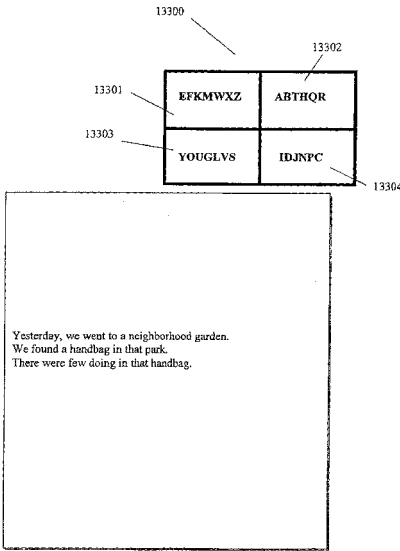 13300
13302
13301
EFKMWXZ
ABTHQR
13303
YOUGLVS
IDJNPC
13304
Yesterday, we went to a neighborhood garden.
We found a handbag in that park.
There were few doing in that handbag.